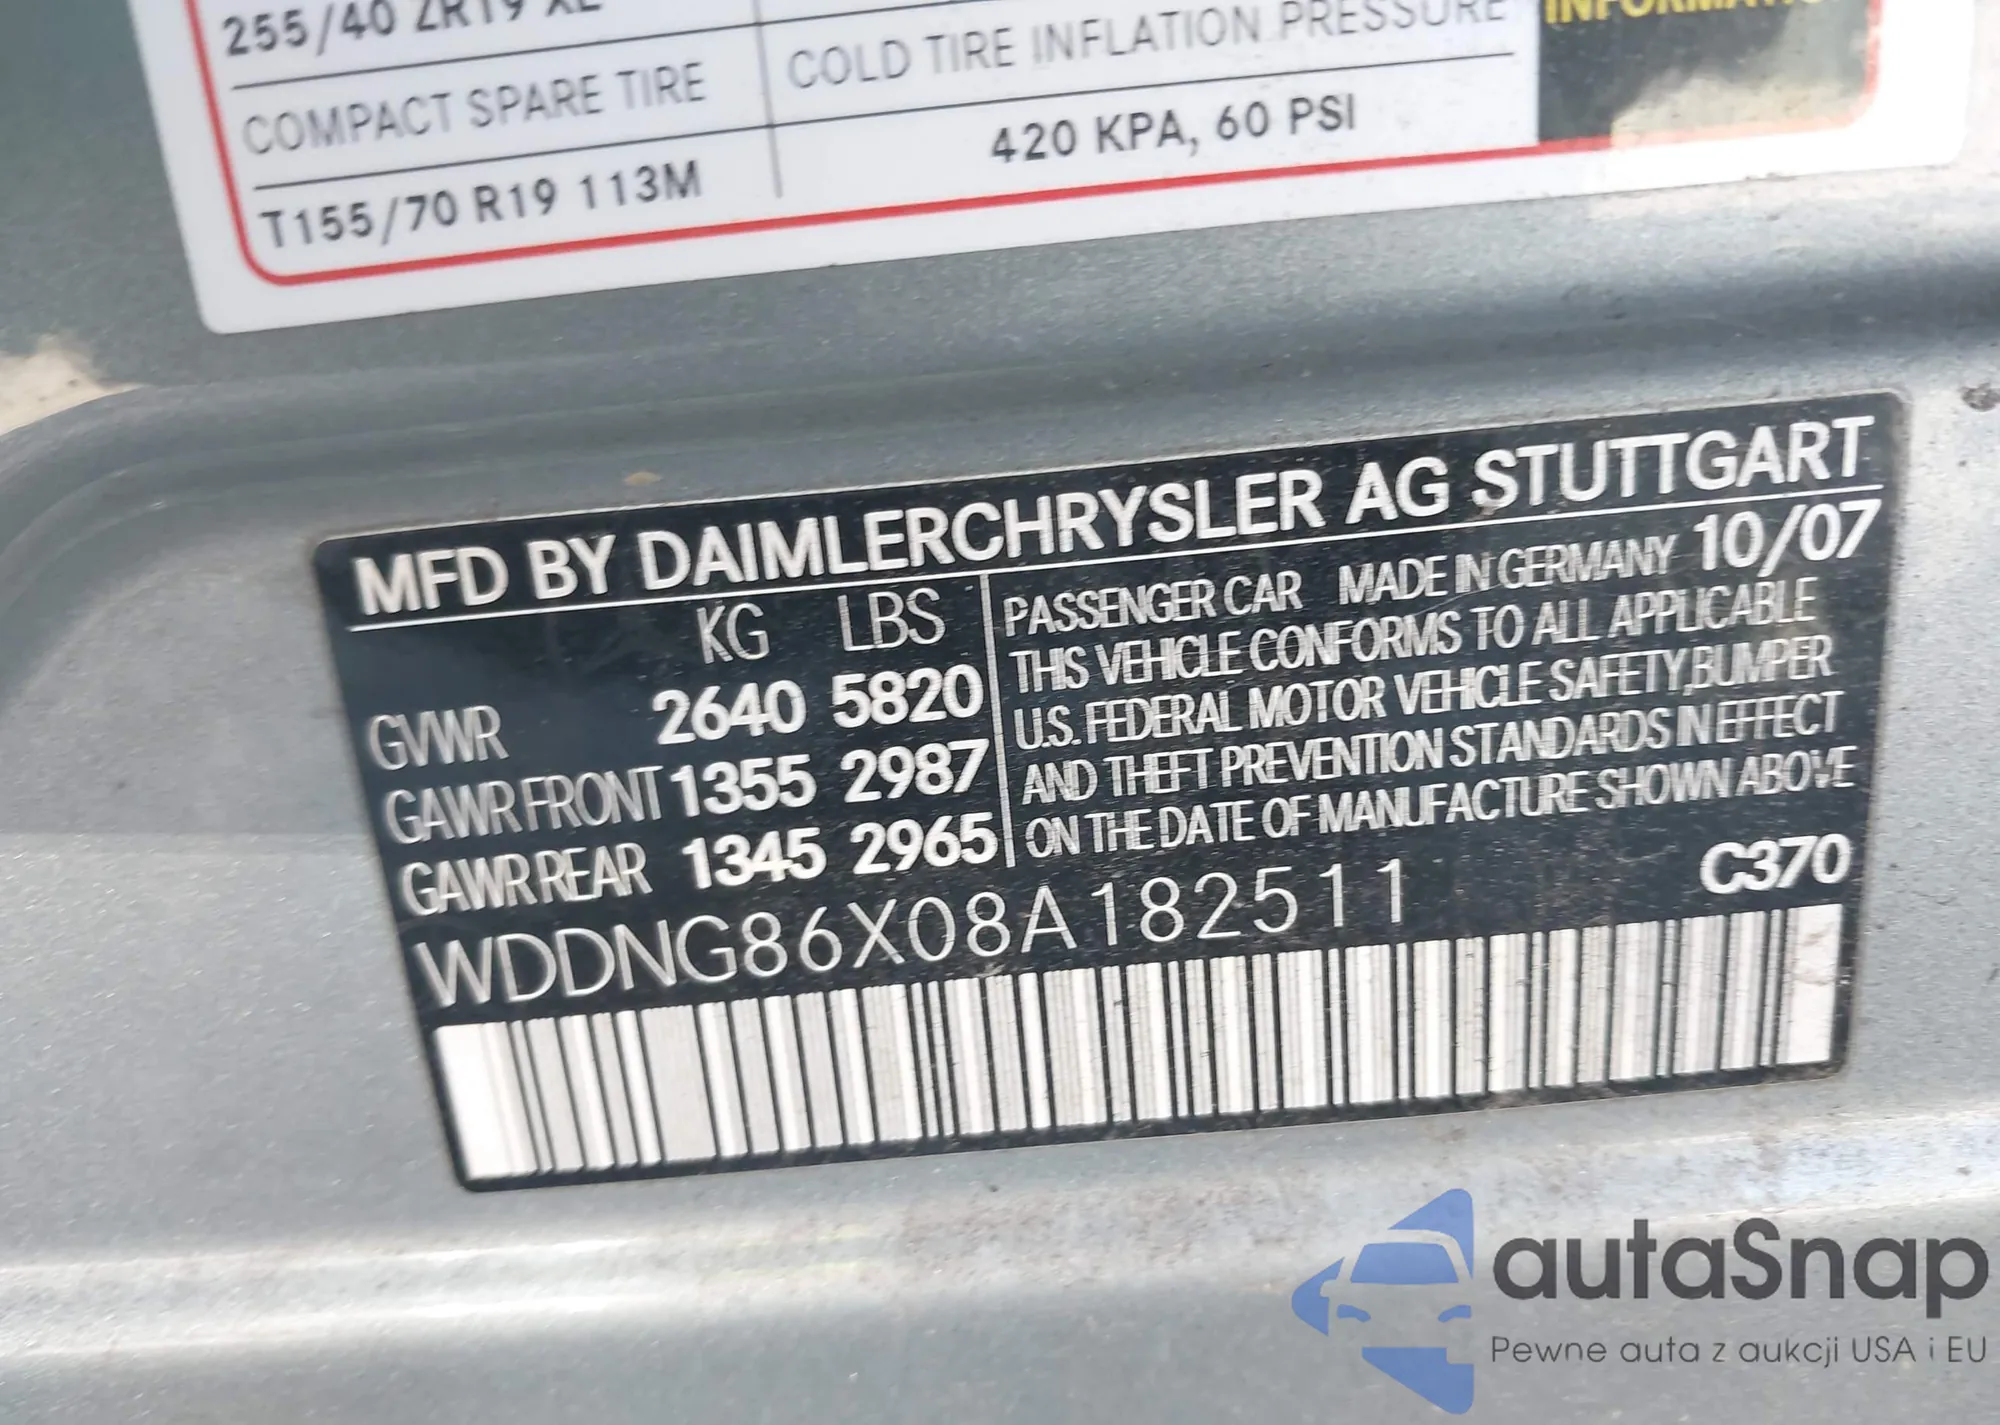 255/40 ZR19 XL
COMPACT SPARE TIRE
COLD TIRE INFLATION PRESSURE
INFORMATION
T155/70 R19 113M
420 KPA, 60 PSI
MFD BY DAIMLERCHRYSLER AG STUTTGART
KG LBS
GVWR 2640 5820
GAWR FRONT 1355 2987
GAWR REAR 1345 2965
PASSENGER CAR MADE IN GERMANY 10/07
THIS VEHICLE CONFORMS TO ALL APPLICABLE
U.S. FEDERAL MOTOR VEHICLE SAFETY,BUMPER
AND THEFT PREVENTION STANDARDS IN EFFECT
ON THE DATE OF MANUFACTURE SHOWN ABOVE
C370
WDDNG86X08A182511
autaSnap
Pewne auta z aukcji USA i EU